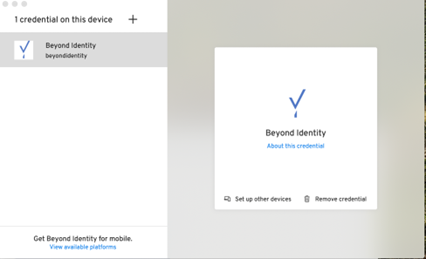 1 credential on this device +
Beyond Identity
beyondidentity
Get Beyond Identity for mobile.
View available platforms
Beyond Identity
About this credential
Set up other devices
Remove credential